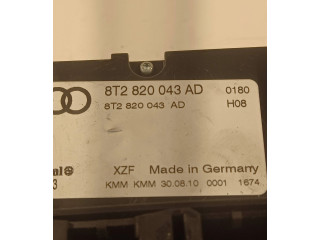 8T2 820 043 AD 0180
8T2 820 043 AD H08
XZF Made in Germany
3 KMM KMM 30.08.10 0001 1674